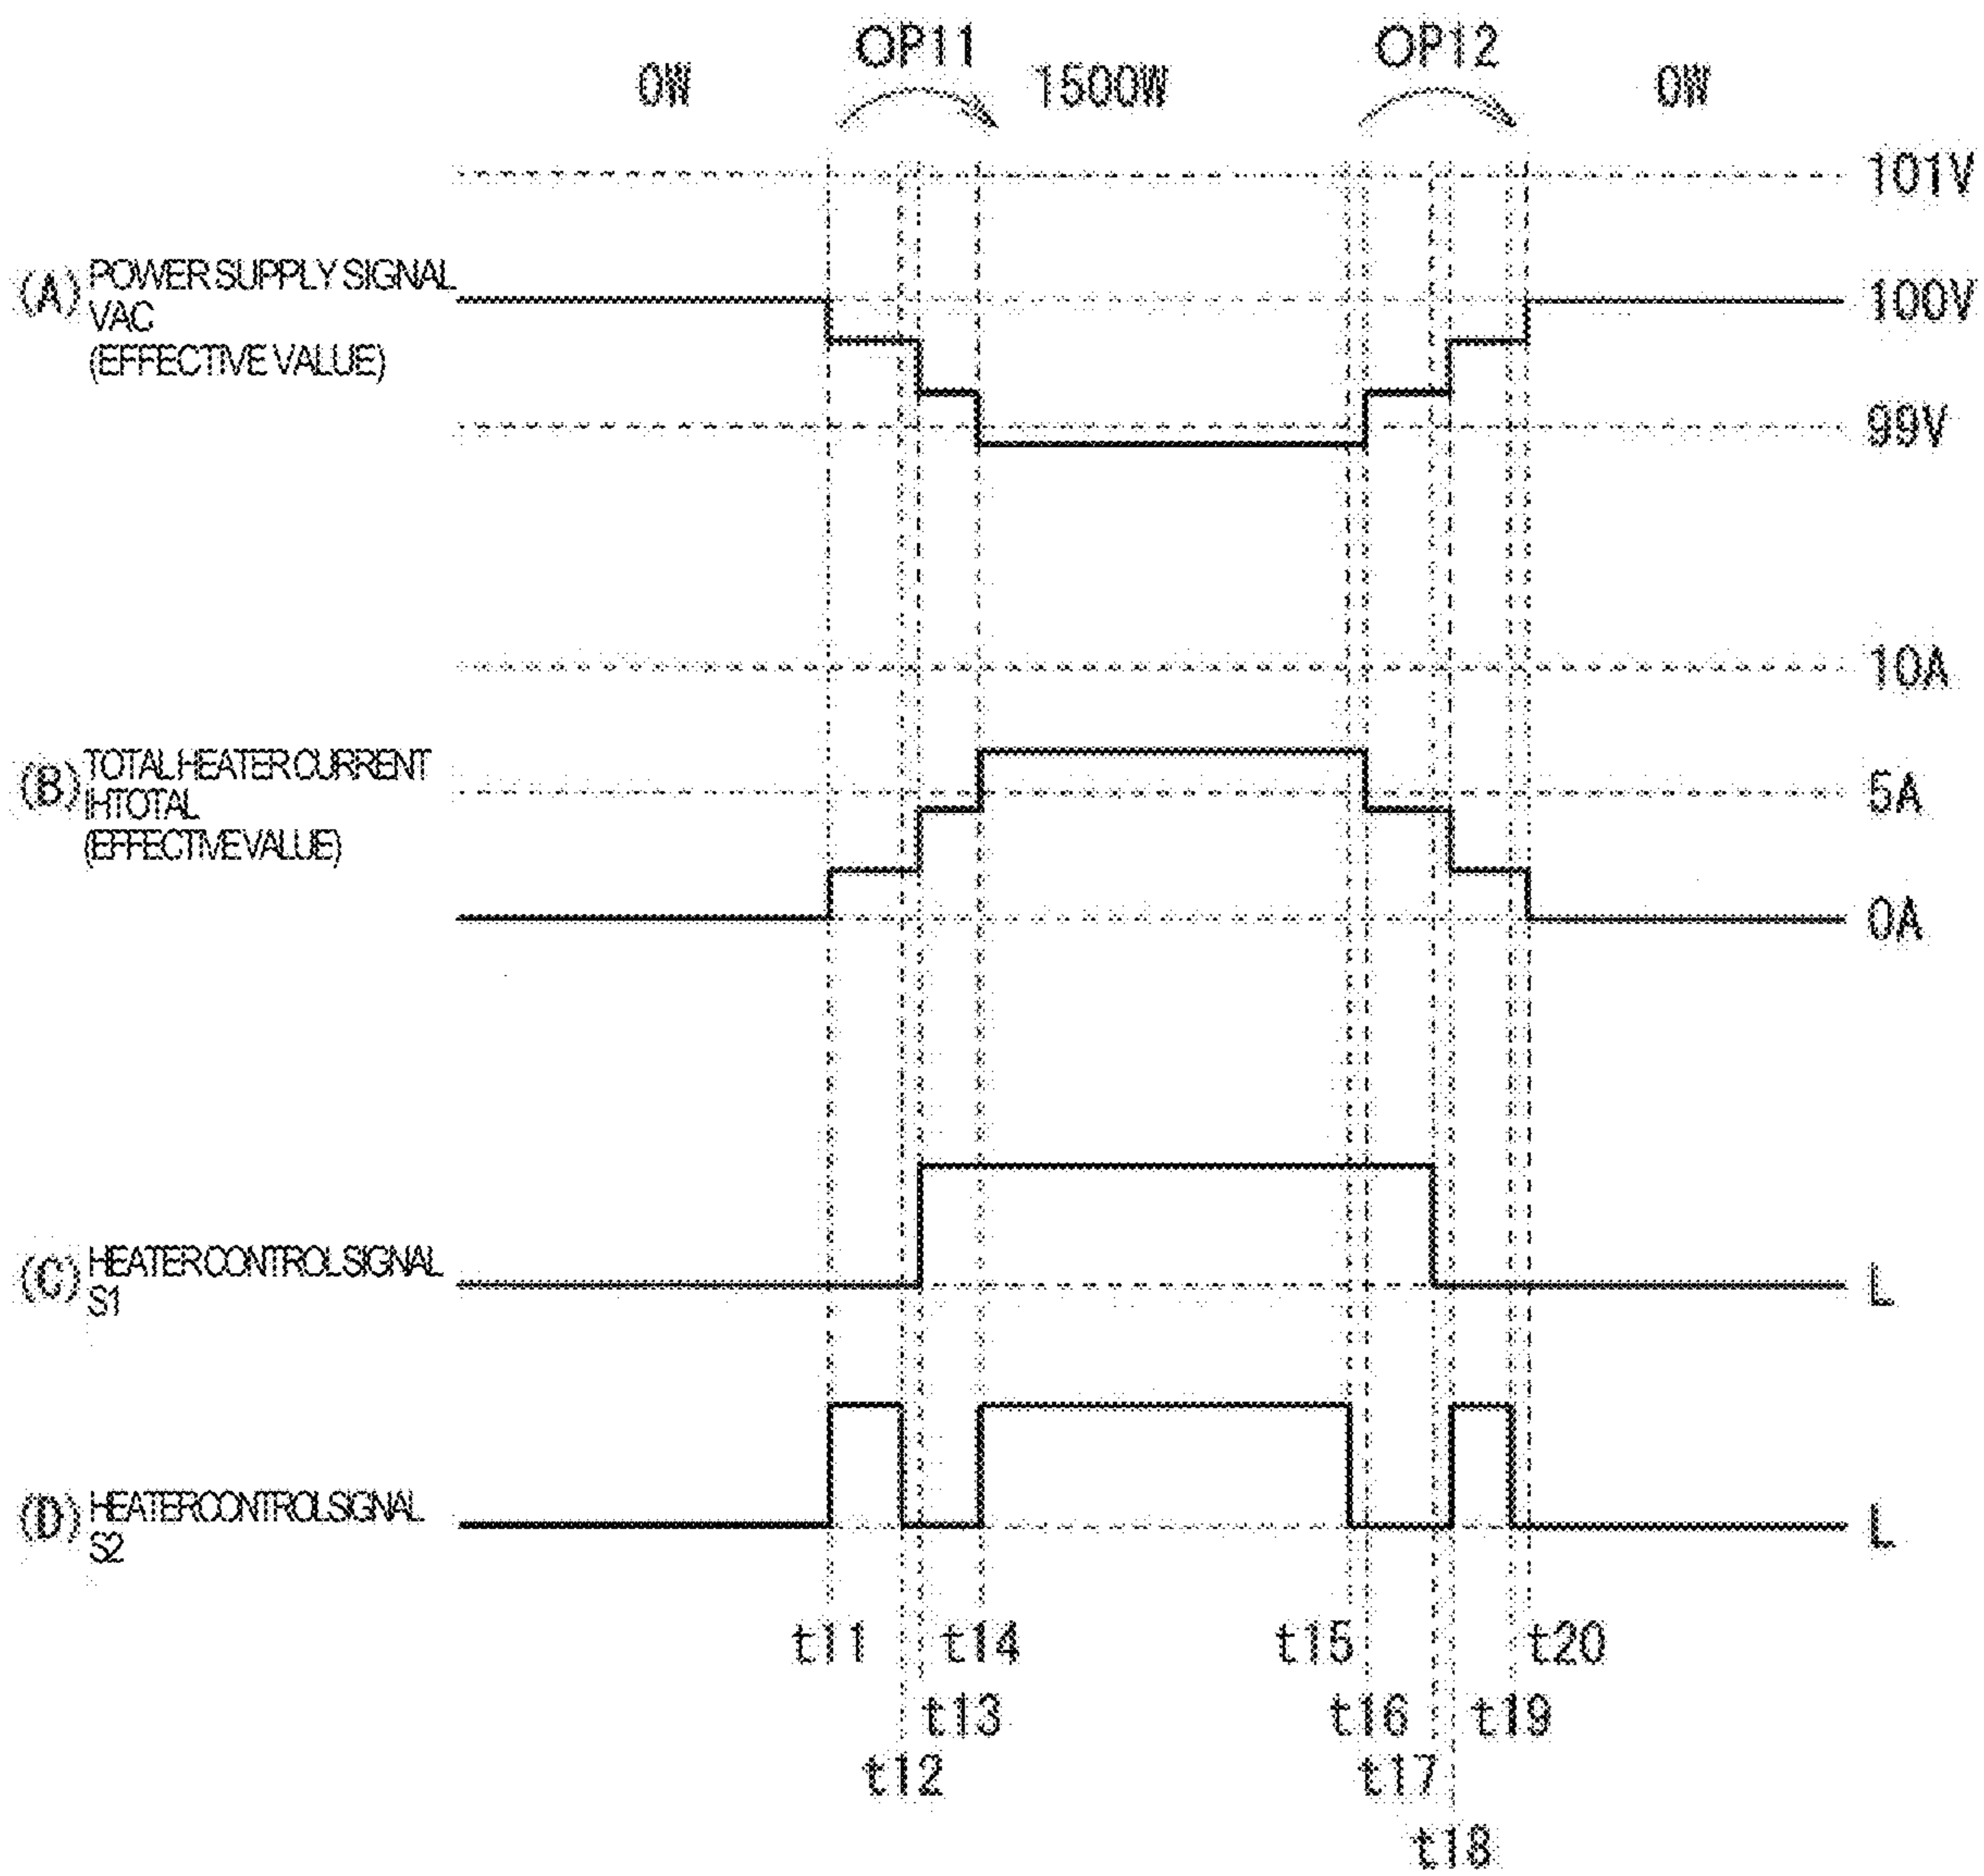 OP11
OP12
0W
1500W
0W
101V
(A) POWER SUPPLY SIGNAL
VAC
(EFFECTIVE VALUE)
100V
99V
10A
(B) TOTAL HEATER CURRENT
IHTOTAL
(EFFECTIVE VALUE)
5A
0A
(C) HEATER CONTROL SIGNAL
S1
L
(D) HEATER CONTROL SIGNAL
S2
L
t11
t14
t15
t20
t13
t16
t19
t12
t17
t18